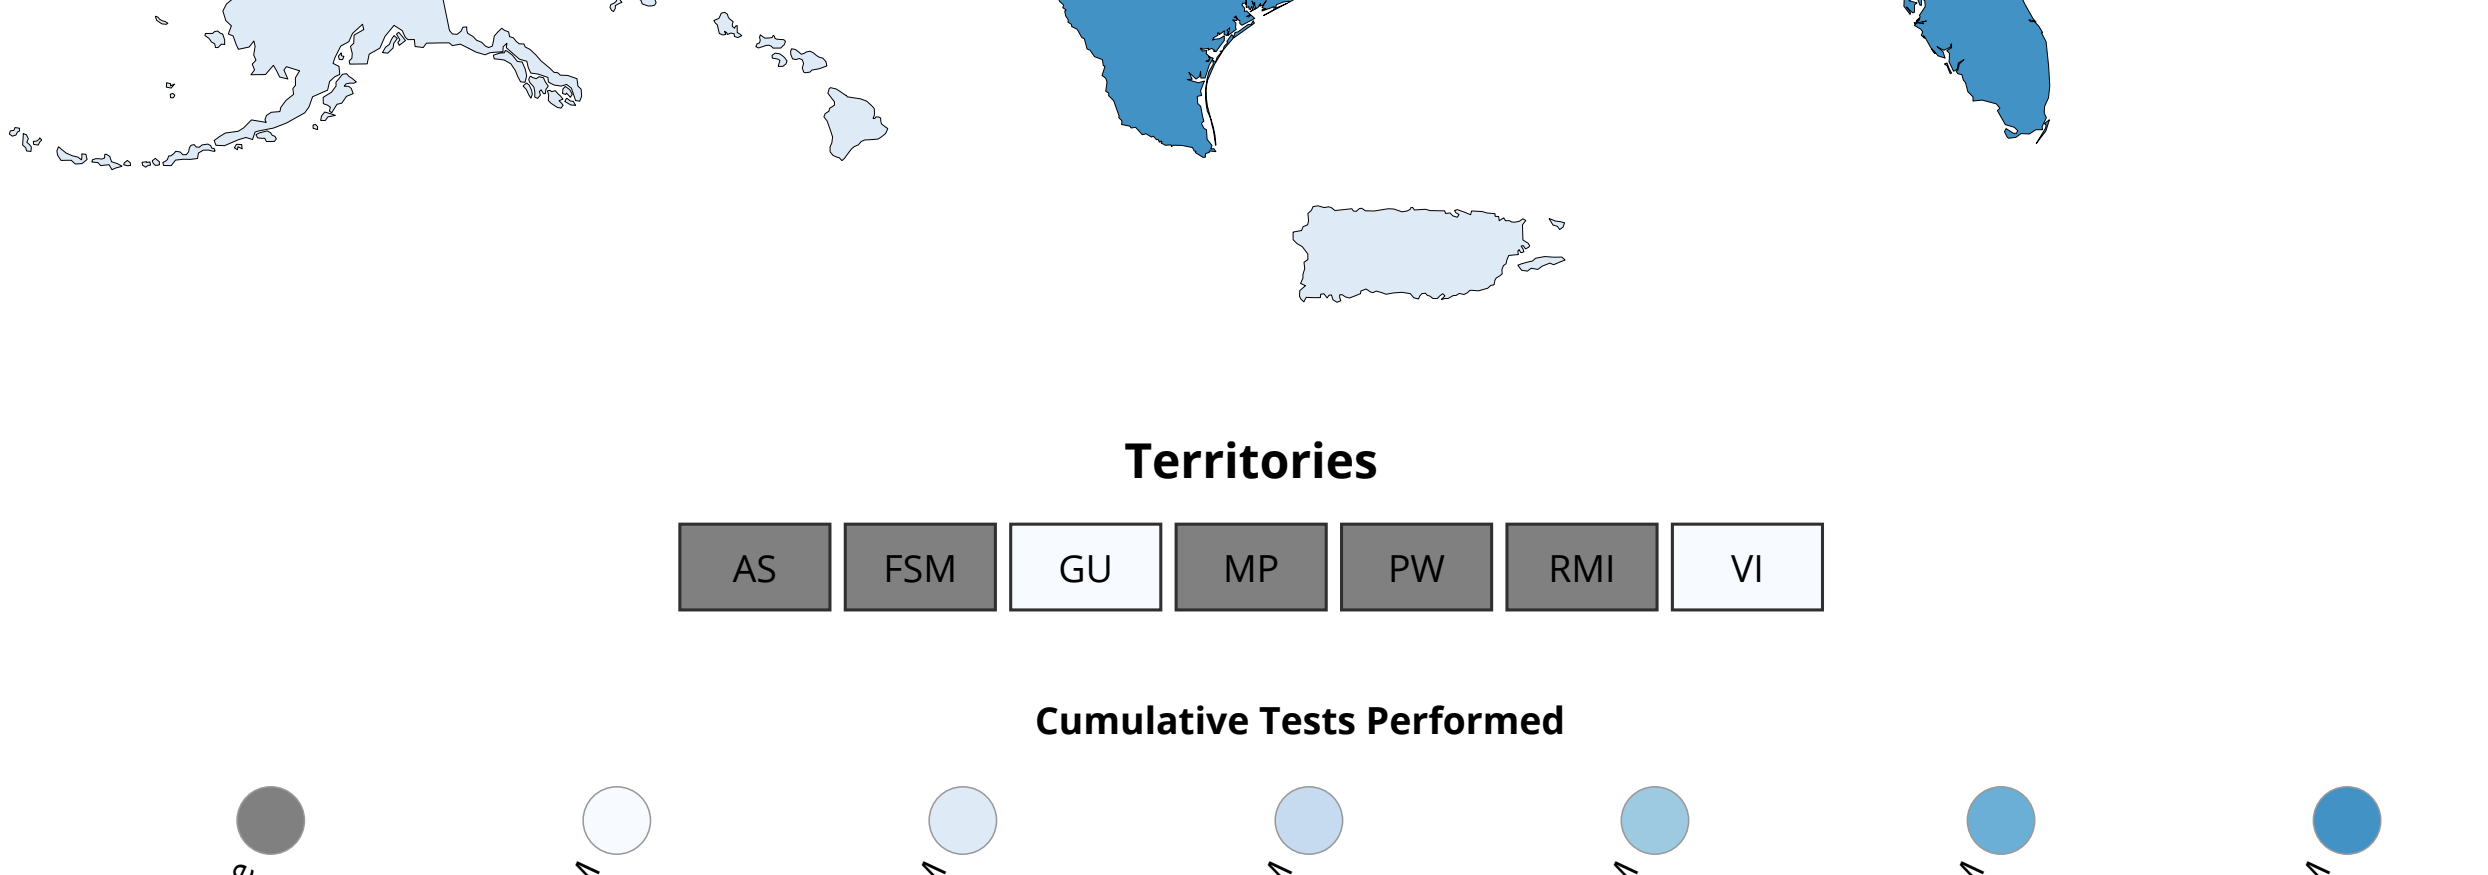 Territories
AS FSM GU MP PW RMI VI
Cumulative Tests Performed